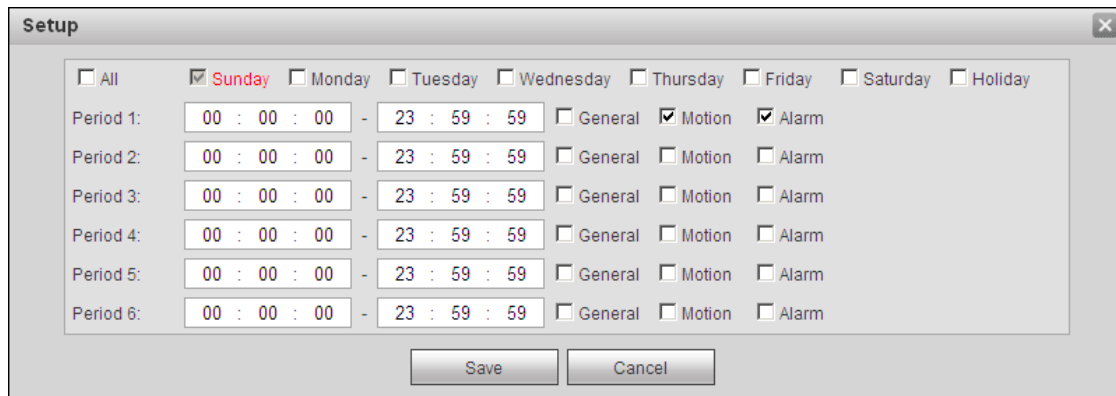 Setup
All Sunday Monday Tuesday Wednesday Thursday Friday Saturday Holiday
Period 1: 00 : 00 : 00 - 23 : 59 : 59 General Motion Alarm
Period 2: 00 : 00 : 00 - 23 : 59 : 59 General Motion Alarm
Period 3: 00 : 00 : 00 - 23 : 59 : 59 General Motion Alarm
Period 4: 00 : 00 : 00 - 23 : 59 : 59 General Motion Alarm
Period 5: 00 : 00 : 00 - 23 : 59 : 59 General Motion Alarm
Period 6: 00 : 00 : 00 - 23 : 59 : 59 General Motion Alarm
Save Cancel